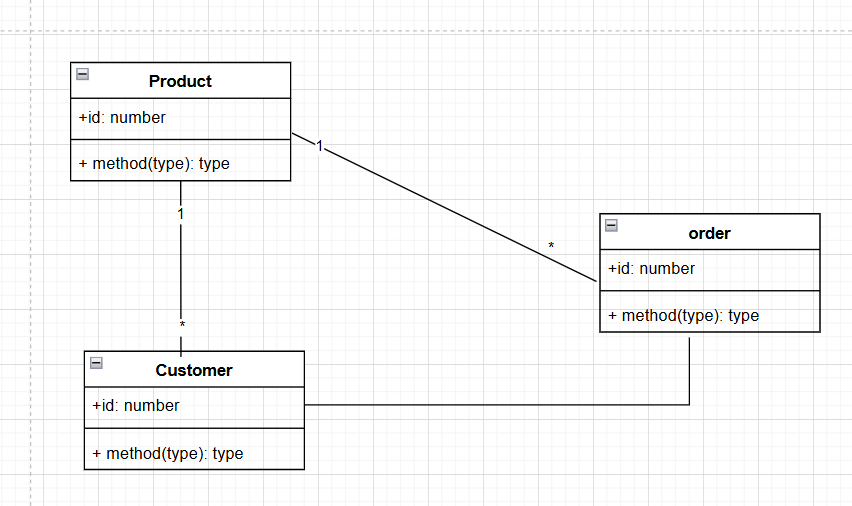 Product
+id: number
+ method(type): type
1
1
*
order
+id: number
+ method(type): type
*
Customer
+id: number
+ method(type): type